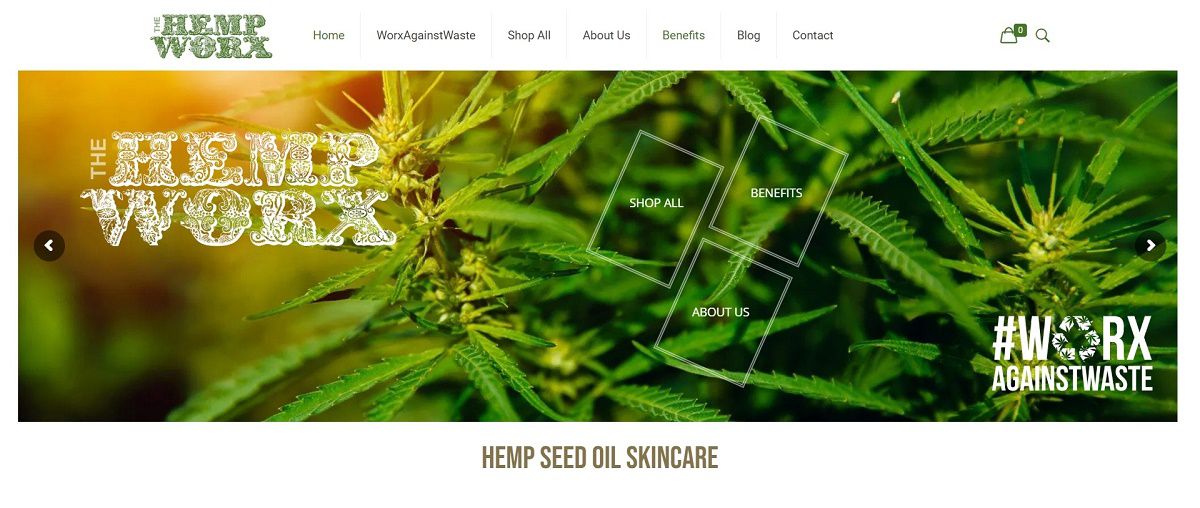 THE HEMP
WORX
Home
WorxAgainstWaste
Shop All
About Us
Benefits
Blog
Contact
0
THE HEMP
WORX
SHOP ALL
BENEFITS
ABOUT US
#WORX
AGAINSTWASTE
HEMP SEED OIL SKINCARE